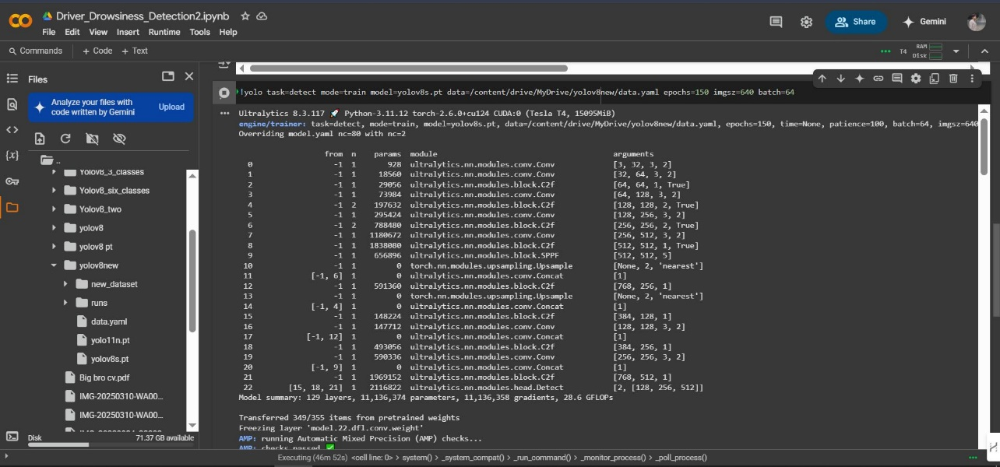 Driver_Drowsiness_Detection2.ipynb
File Edit View Insert Runtime Tools Help
Share
Gemini
Commands + Code + Text
T4 RAM Disk
Files
Analyze your files with code written by Gemini
Upload
{x}
..
Yolov8_3_classes
Yolov8_six_classes
Yolov8_two
yolov8
yolov8 pt
yolov8new
new_dataset
runs
data.yaml
yolo11n.pt
yolov8s.pt
Big bro cv.pdf
IMG-20250310-WA00...
IMG-20250310-WA00...
Disk 71.37 GB available
!yolo task=detect mode=train model=yolov8s.pt data=/content/drive/MyDrive/yolov8new/data.yaml epochs=150 imgsz=640 batch=64
Ultralytics 8.3.117 🚀 Python-3.11.12 torch-2.6.0+cu124 CUDA:0 (Tesla T4, 15095MiB)
engine/trainer: task=detect, mode=train, model=yolov8s.pt, data=/content/drive/MyDrive/yolov8new/data.yaml, epochs=150, time=None, patience=100, batch=64, imgsz=640
Overriding model.yaml nc=80 with nc=2
from n params module arguments
0 -1 1 928 ultralytics.nn.modules.conv.Conv [3, 32, 3, 2]
1 -1 1 18560 ultralytics.nn.modules.conv.Conv [32, 64, 3, 2]
2 -1 1 29056 ultralytics.nn.modules.block.C2f [64, 64, 1, True]
3 -1 1 73984 ultralytics.nn.modules.conv.Conv [64, 128, 3, 2]
4 -1 2 197632 ultralytics.nn.modules.block.C2f [128, 128, 2, True]
5 -1 1 295424 ultralytics.nn.modules.conv.Conv [128, 256, 3, 2]
6 -1 2 788480 ultralytics.nn.modules.block.C2f [256, 256, 2, True]
7 -1 1 1180672 ultralytics.nn.modules.conv.Conv [256, 512, 3, 2]
8 -1 1 1838080 ultralytics.nn.modules.block.C2f [512, 512, 1, True]
9 -1 1 656896 ultralytics.nn.modules.block.SPPF [512, 512, 5]
10 -1 1 0 torch.nn.modules.upsampling.Upsample [None, 2, 'nearest']
11 [-1, 6] 1 0 ultralytics.nn.modules.conv.Concat [1]
12 -1 1 591360 ultralytics.nn.modules.block.C2f [768, 256, 1]
13 -1 1 0 torch.nn.modules.upsampling.Upsample [None, 2, 'nearest']
14 [-1, 4] 1 0 ultralytics.nn.modules.conv.Concat [1]
15 -1 1 148224 ultralytics.nn.modules.block.C2f [384, 128, 1]
16 -1 1 147712 ultralytics.nn.modules.conv.Conv [128, 128, 3, 2]
17 [-1, 12] 1 0 ultralytics.nn.modules.conv.Concat [1]
18 -1 1 493056 ultralytics.nn.modules.block.C2f [384, 256, 1]
19 -1 1 590336 ultralytics.nn.modules.conv.Conv [256, 256, 3, 2]
20 [-1, 9] 1 0 ultralytics.nn.modules.conv.Concat [1]
21 -1 1 1969152 ultralytics.nn.modules.block.C2f [768, 512, 1]
22 [15, 18, 21] 1 2116822 ultralytics.nn.modules.head.Detect [2, [128, 256, 512]]
Model summary: 129 layers, 11,136,374 parameters, 11,136,358 gradients, 28.6 GFLOPs
Transferred 349/355 items from pretrained weights
Freezing layer 'model.22.dfl.conv.weight'
AMP: running Automatic Mixed Precision (AMP) checks...
AMP: checks passed ✅
Executing (46m 52s) <cell line: 0> > system() > _system_compat() > _run_command() > _monitor_process() > _poll_process()